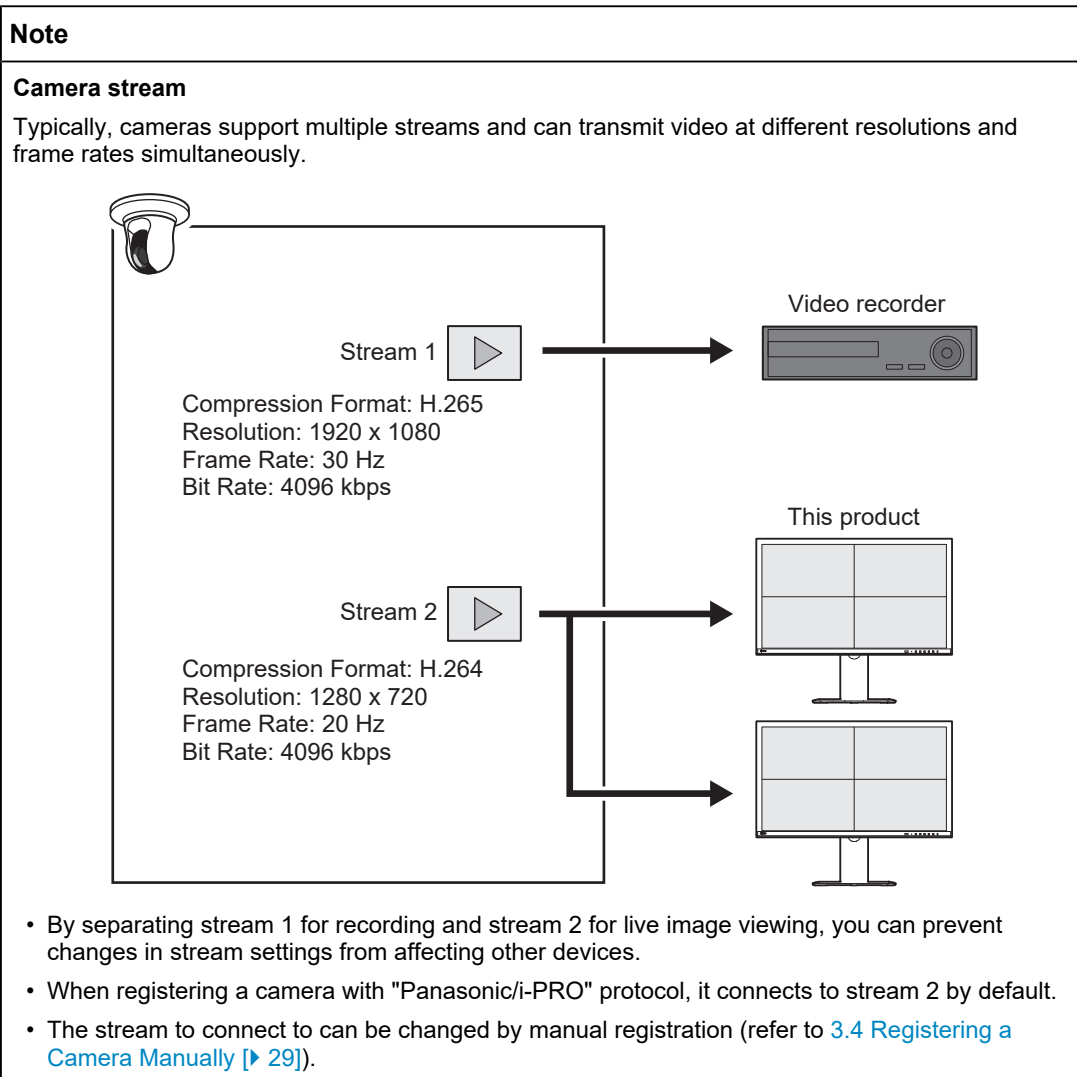 Note
Camera stream
Typically, cameras support multiple streams and can transmit video at different resolutions and
frame rates simultaneously.
Video recorder
Stream 1
Compression Format: H.265
Resolution: 1920 x 1080
Frame Rate: 30 Hz
Bit Rate: 4096 kbps
This product
Stream 2
Compression Format: H.264
Resolution: 1280 x 720
Frame Rate: 20 Hz
Bit Rate: 4096 kbps
• By separating stream 1 for recording and stream 2 for live image viewing, you can prevent
changes in stream settings from affecting other devices.
• When registering a camera with "Panasonic/i-PRO" protocol, it connects to stream 2 by default.
• The stream to connect to can be changed by manual registration (refer to 3.4 Registering a
Camera Manually [▶ 29]).